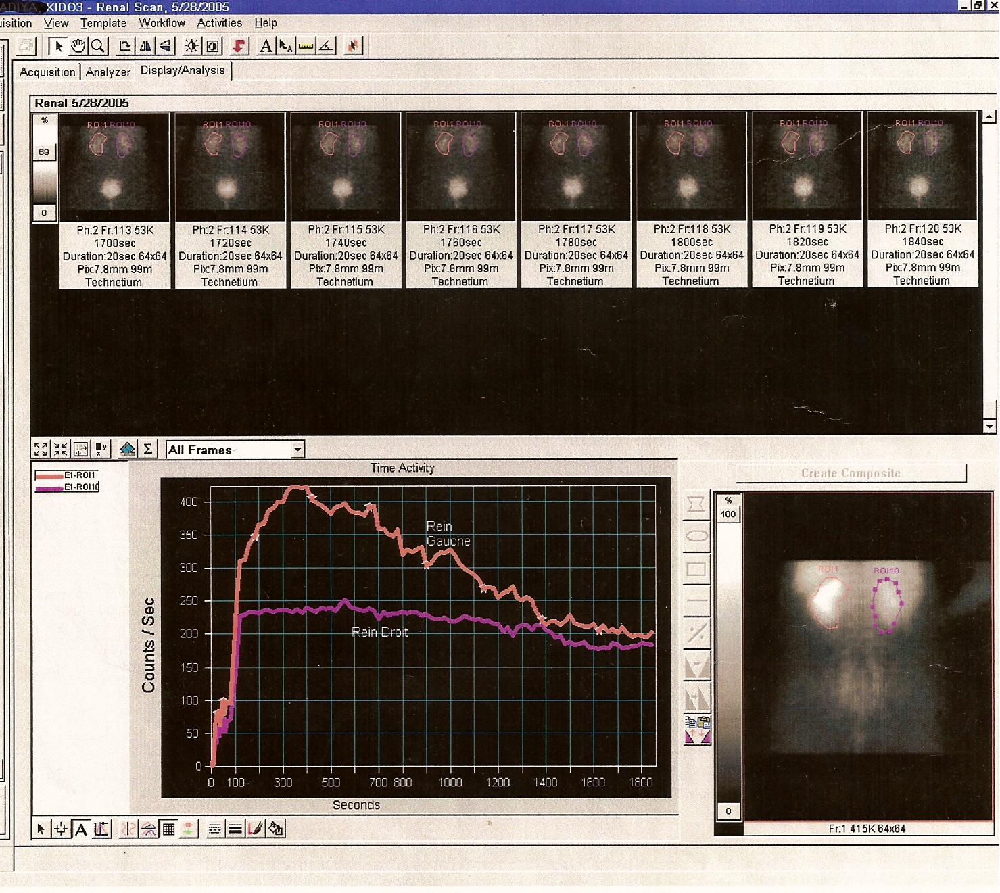 ADIYA, XIDO3 - Renal Scan, 5/28/2005
uisition View Template Workflow Activities Help
A A
Acquisition Analyzer Display/Analysis
Renal 5/28/2005
%
69
0
ROI1 ROI10 ROI1 ROI10 ROI1 ROI10 ROI1 ROI10 ROI1 ROI10 ROI1 ROI10 ROI1 ROI10 ROI1 ROI10
Ph:2 Fr:113 53K Ph:2 Fr:114 53K Ph:2 Fr:115 53K Ph:2 Fr:116 53K Ph:2 Fr:117 53K Ph:2 Fr:118 53K Ph:2 Fr:119 53K Ph:2 Fr:120 53K
1700sec 1720sec 1740sec 1760sec 1780sec 1800sec 1820sec 1840sec
Duration:20sec 64x64 Duration:20sec 64x64 Duration:20sec 64x64 Duration:20sec 64x64 Duration:20sec 64x64 Duration:20sec 64x64 Duration:20sec 64x64 Duration:20sec 64x64
Pix:7.8mm 99m Pix:7.8mm 99m Pix:7.8mm 99m Pix:7.8mm 99m Pix:7.8mm 99m Pix:7.8mm 99m Pix:7.8mm 99m Pix:7.8mm 99m
Technetium Technetium Technetium Technetium Technetium Technetium Technetium Technetium
Σ All Frames
E1-ROI1
E1-ROI10
Time Activity
400
350
300
250
200
150
100
50
0
Counts / Sec
Rein
Gauche
Rein Droit
0 100 300 500 700 800 1000 1200 1400 1600 1800
Seconds
A
Create Composite
%
100
0
ROI1 ROI10
Fr:1 415K 64x64